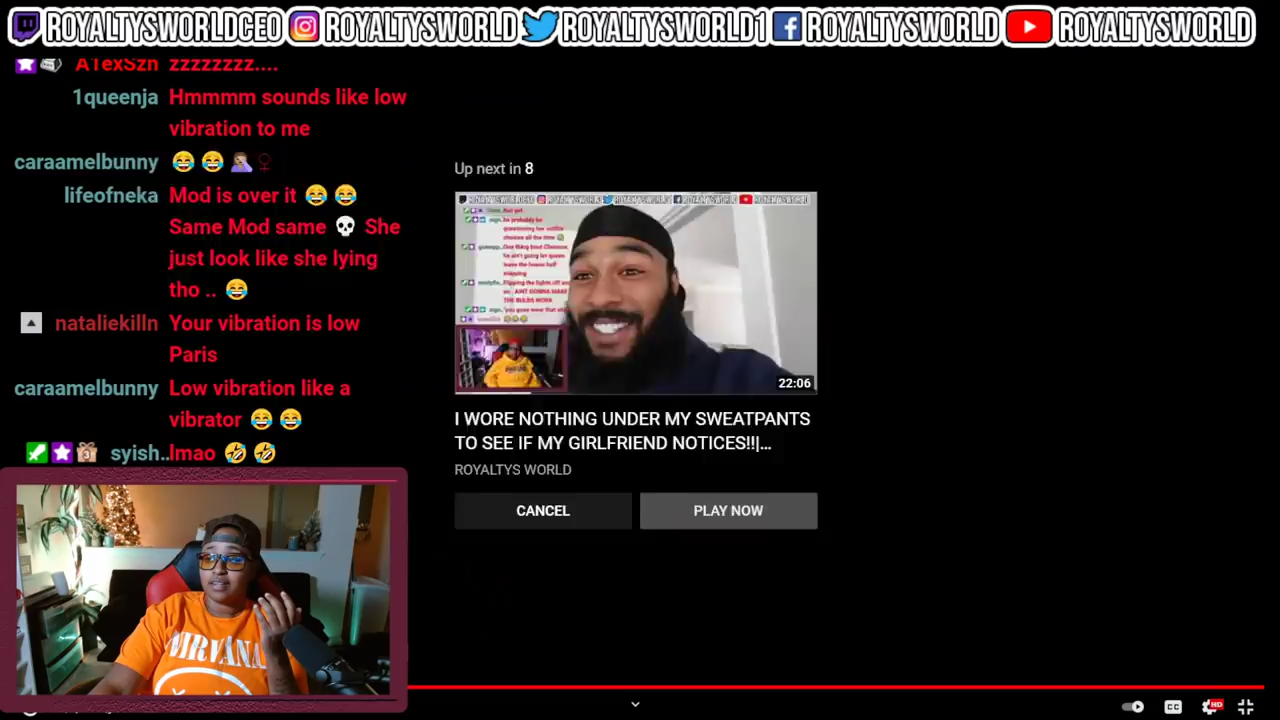 ROYALTYSWORLDCEO ROYALTYSWORLD ROYALTYSWORLD1 ROYALTYSWORLD ROYALTYSWORLD
A1exSzn zzzzzzzz....
1queenja Hmmmm sounds like low
vibration to me
caraamelbunny 😂 😂 🤦🏽 ♀
lifeofneka Mod is over it 😂 😂
Same Mod same 💀 She
just look like she lying
tho .. 😂
nataliekilln Your vibration is low
Paris
caraamelbunny Low vibration like a
vibrator 😂 😂
syish.. lmao 🤣 🤣
Up next in 8
22:06
I WORE NOTHING UNDER MY SWEATPANTS
TO SEE IF MY GIRLFRIEND NOTICES!!|...
ROYALTYS WORLD
CANCEL PLAY NOW
NIRVANA
CC HD